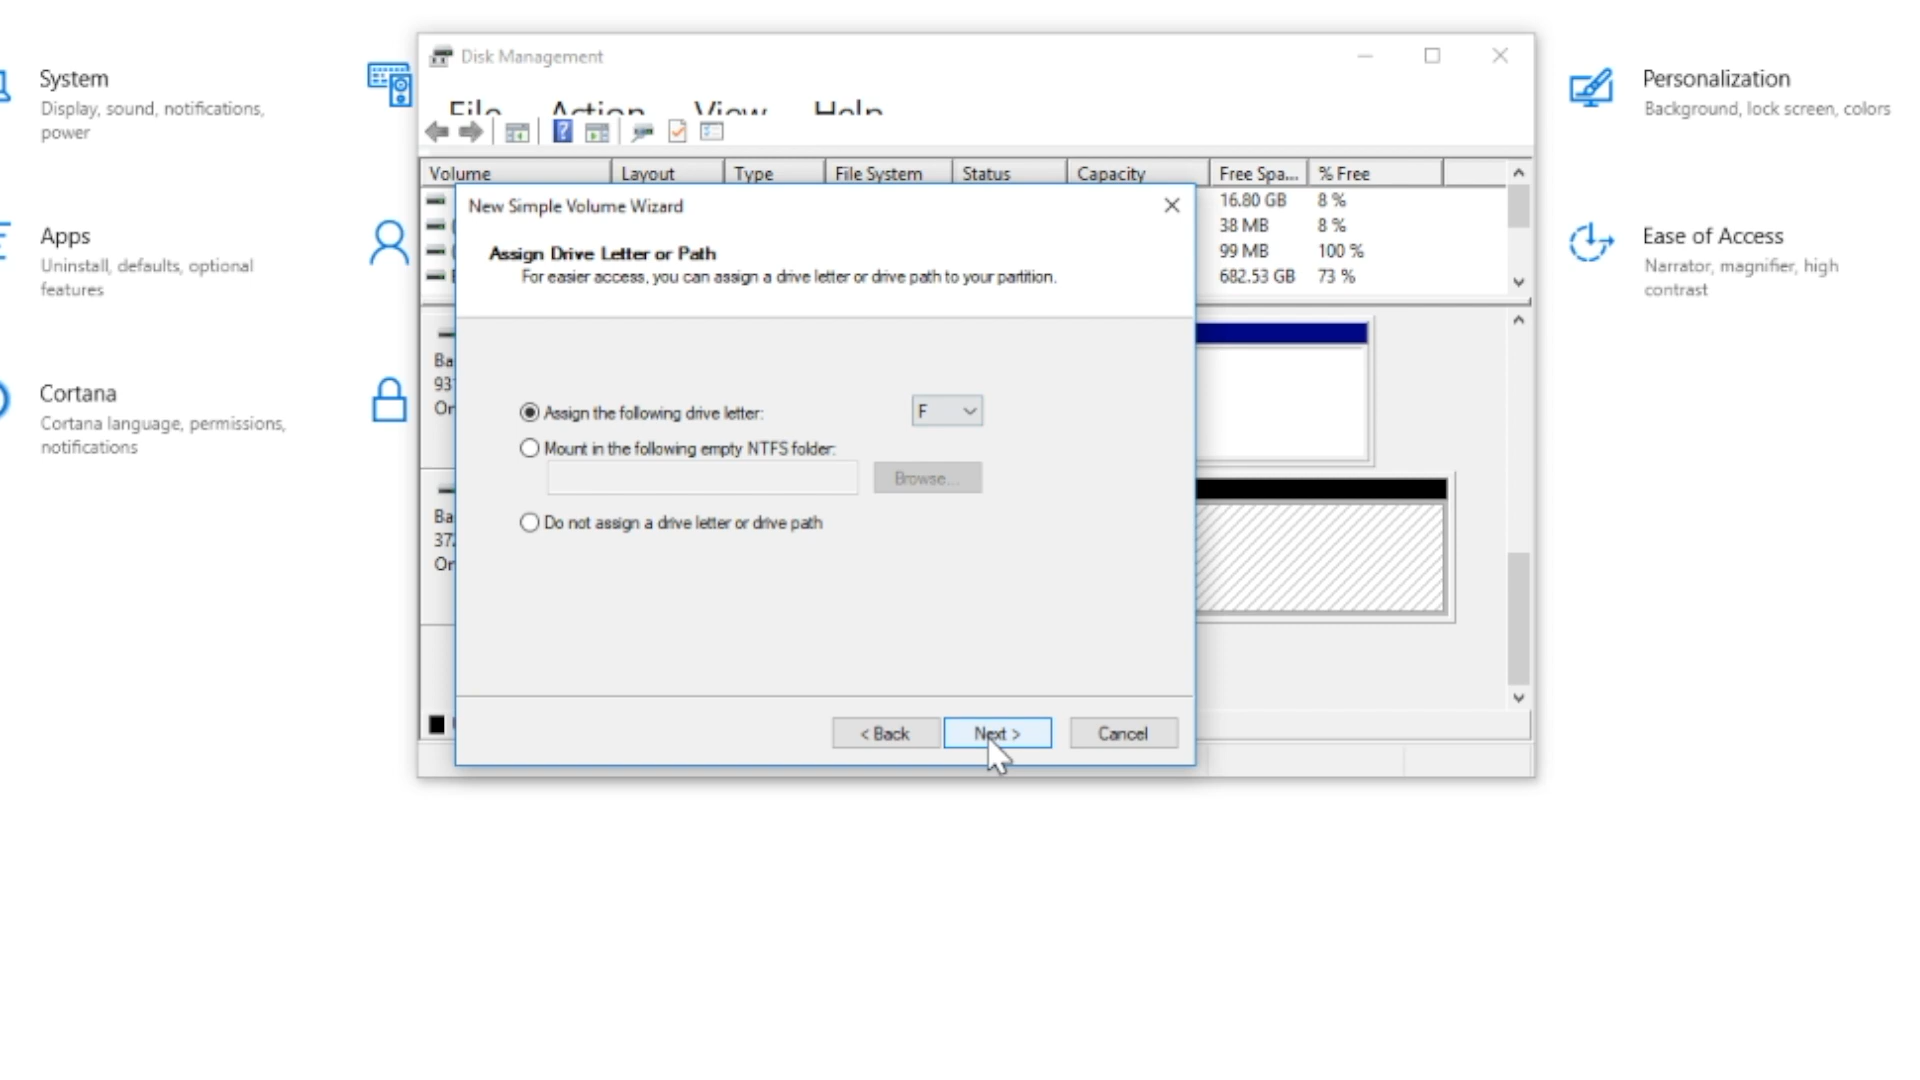 System
Display, sound, notifications,
power
Apps
Uninstall, defaults, optional
features
Cortana
Cortana language, permissions,
notifications
Disk Management
File Action View Help
Volume Layout Type File System Status Capacity Free Spa... % Free
16.80 GB 8 %
38 MB 8 %
99 MB 100 %
682.53 GB 73 %
New Simple Volume Wizard
Assign Drive Letter or Path
For easier access, you can assign a drive letter or drive path to your partition.
Assign the following drive letter: F
Mount in the following empty NTFS folder:
Browse...
Do not assign a drive letter or drive path
< Back Next > Cancel
Ba
Or
Ba
Or
Personalization
Background, lock screen, colors
Ease of Access
Narrator, magnifier, high
contrast